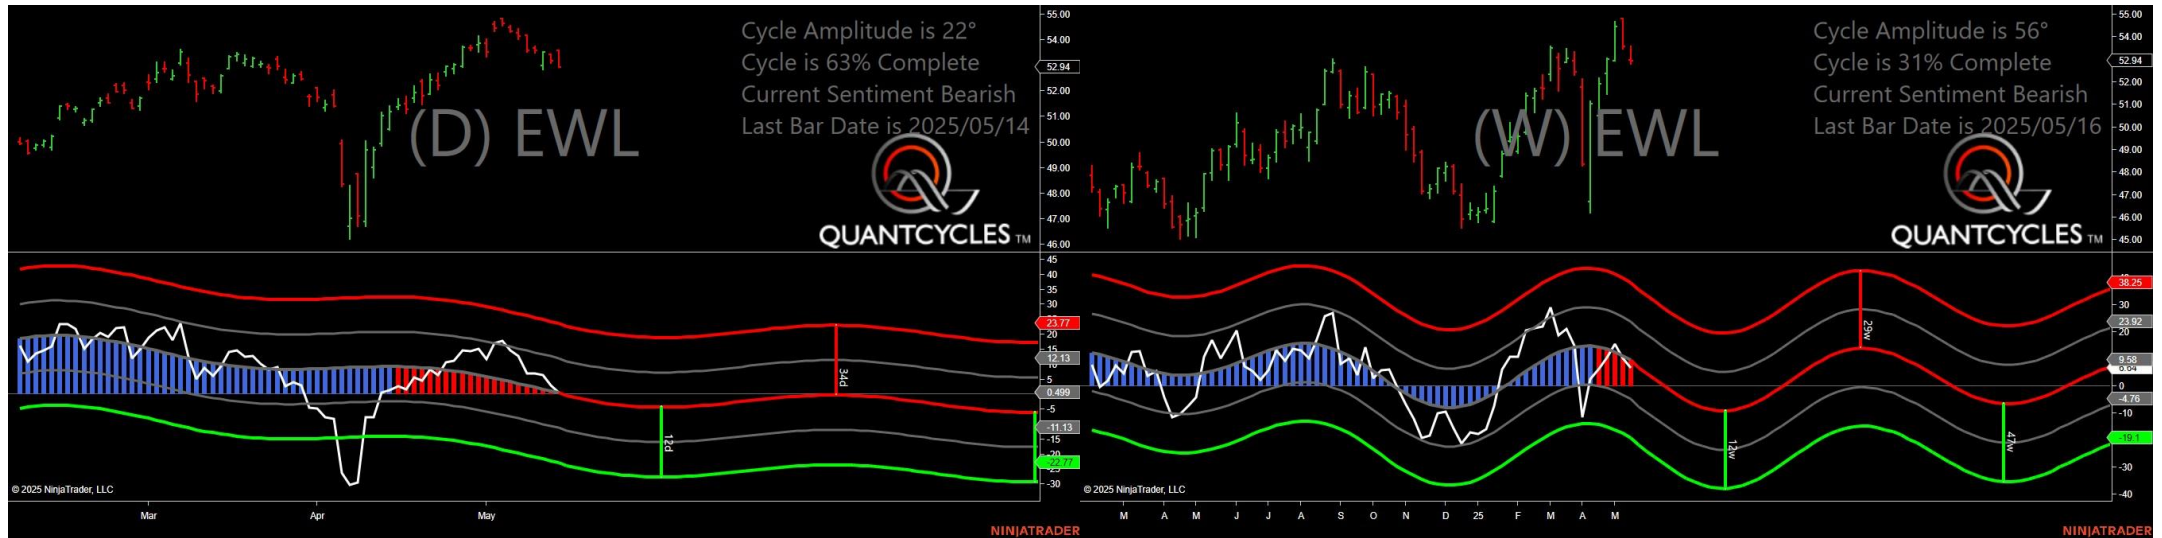 Cycle Amplitude is 22°
Cycle is 63% Complete
Current Sentiment Bearish
Last Bar Date is 2025/05/14
(D) EWL
QUANTCYCLES TM
55.00
54.00
52.94
52.00
51.00
50.00
49.00
48.00
47.00
46.00
45
40
35
30
23.77
20
15
12.13
5
0.499
-5
-11.13
-15
-20
-22.77
-30
34d
12d
© 2025 NinjaTrader, LLC
Mar Apr May
NINJATRADER
Cycle Amplitude is 56°
Cycle is 31% Complete
Current Sentiment Bearish
Last Bar Date is 2025/05/16
(W) EWL
QUANTCYCLES TM
55.00
54.00
52.94
52.00
51.00
50.00
49.00
48.00
47.00
46.00
45.00
38.25
30
23.92
20
9.58
0
-4.76
-10
-19.1
-30
-40
29w
12w
47w
© 2025 NinjaTrader, LLC
M A M J J A S O N D 25 F M A M
NINJATRADER